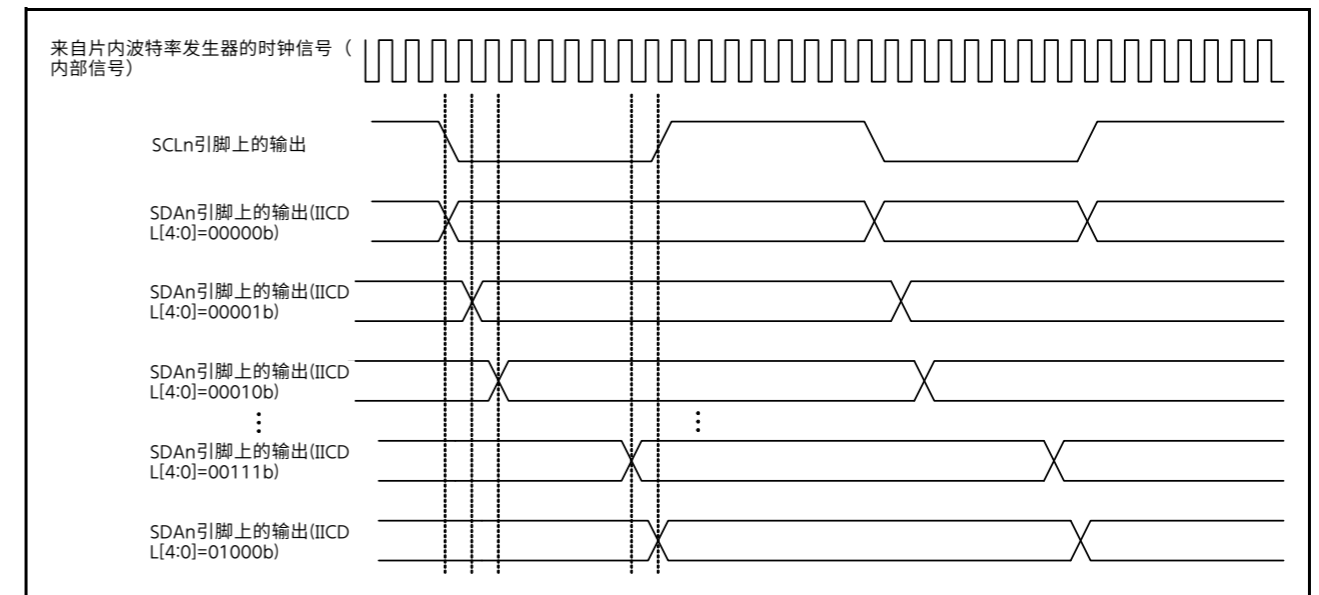 来自片内波特率发生器的时钟信号（
内部信号）
SCLn引脚上的输出
SDAn引脚上的输出(IICD
L[4:0]=00000b)
SDAn引脚上的输出(IICD
L[4:0]=00001b)
SDAn引脚上的输出(IICD
L[4:0]=00010b)
SDAn引脚上的输出(IICD
L[4:0]=00111b)
SDAn引脚上的输出(IICD
L[4:0]=01000b)